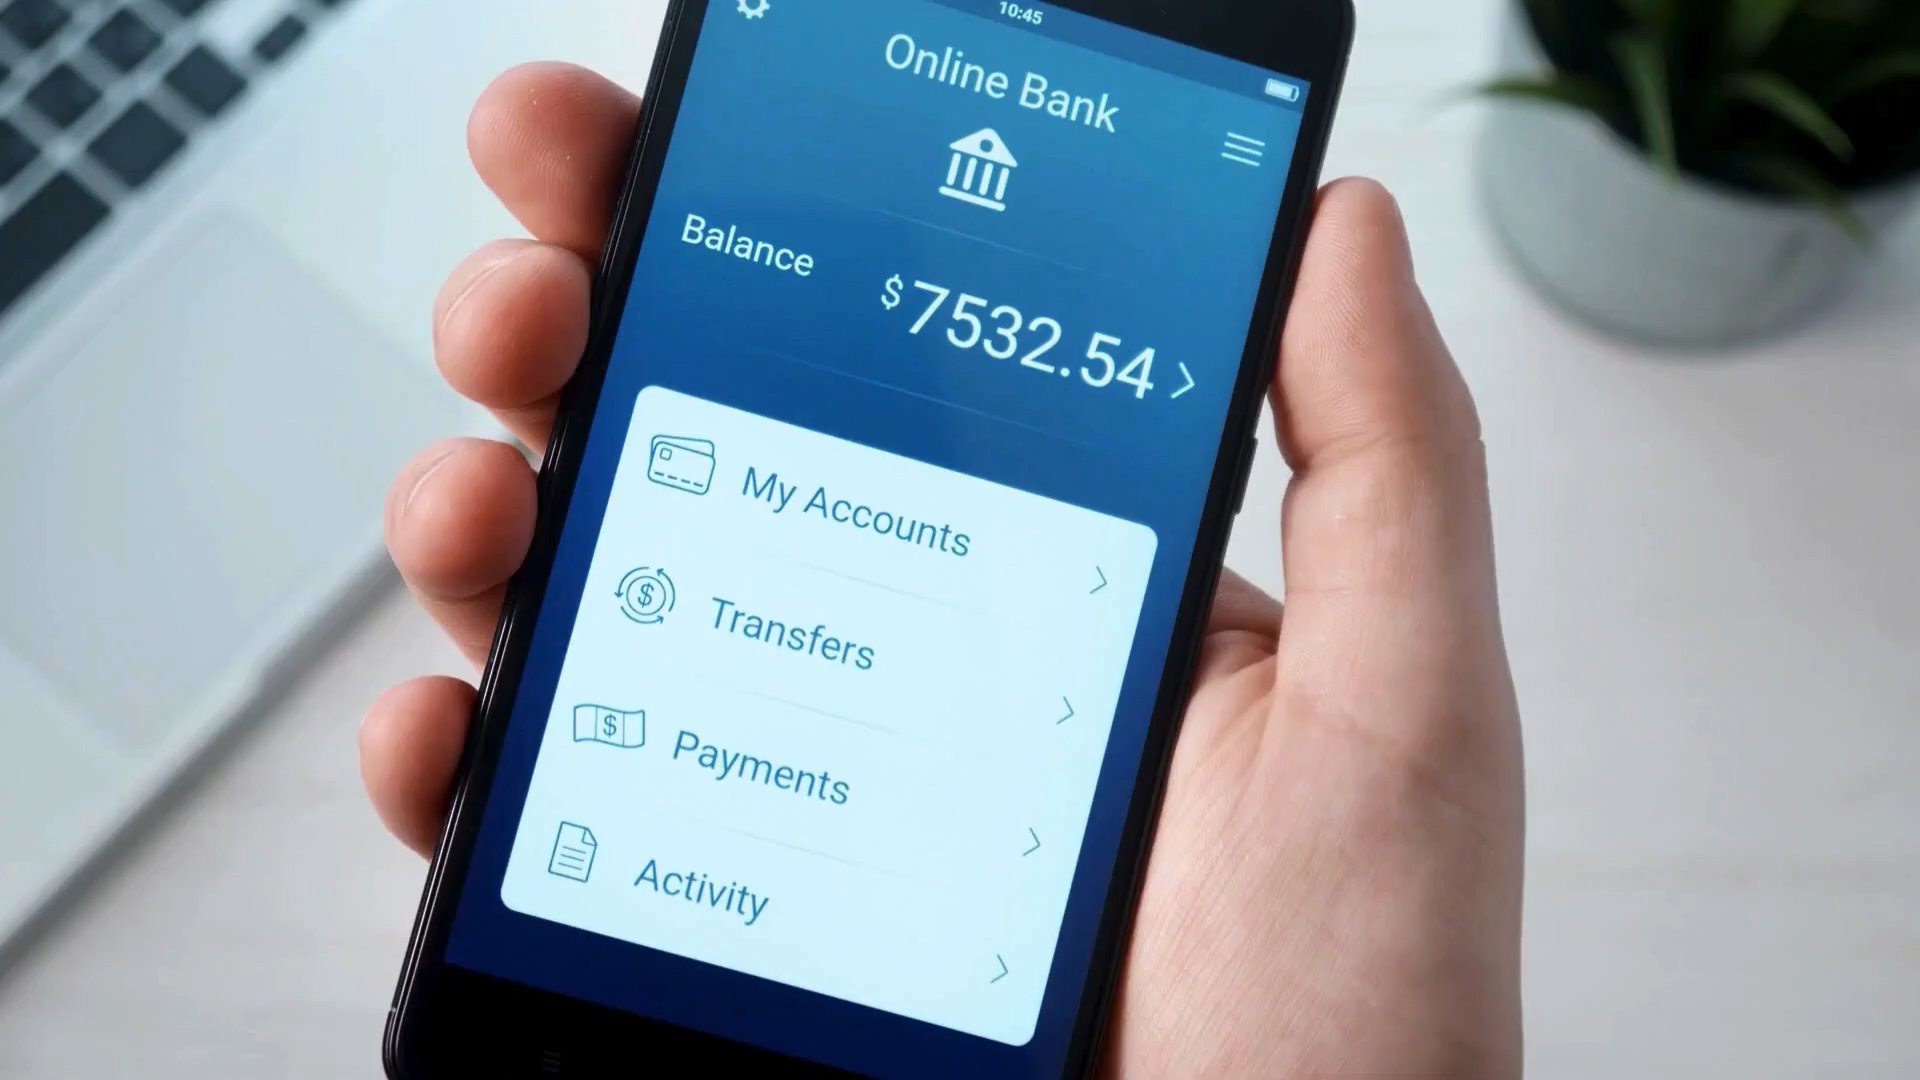 10:45
Online Bank
Balance
$7532.54
My Accounts
Transfers
$
Payments
$
Activity